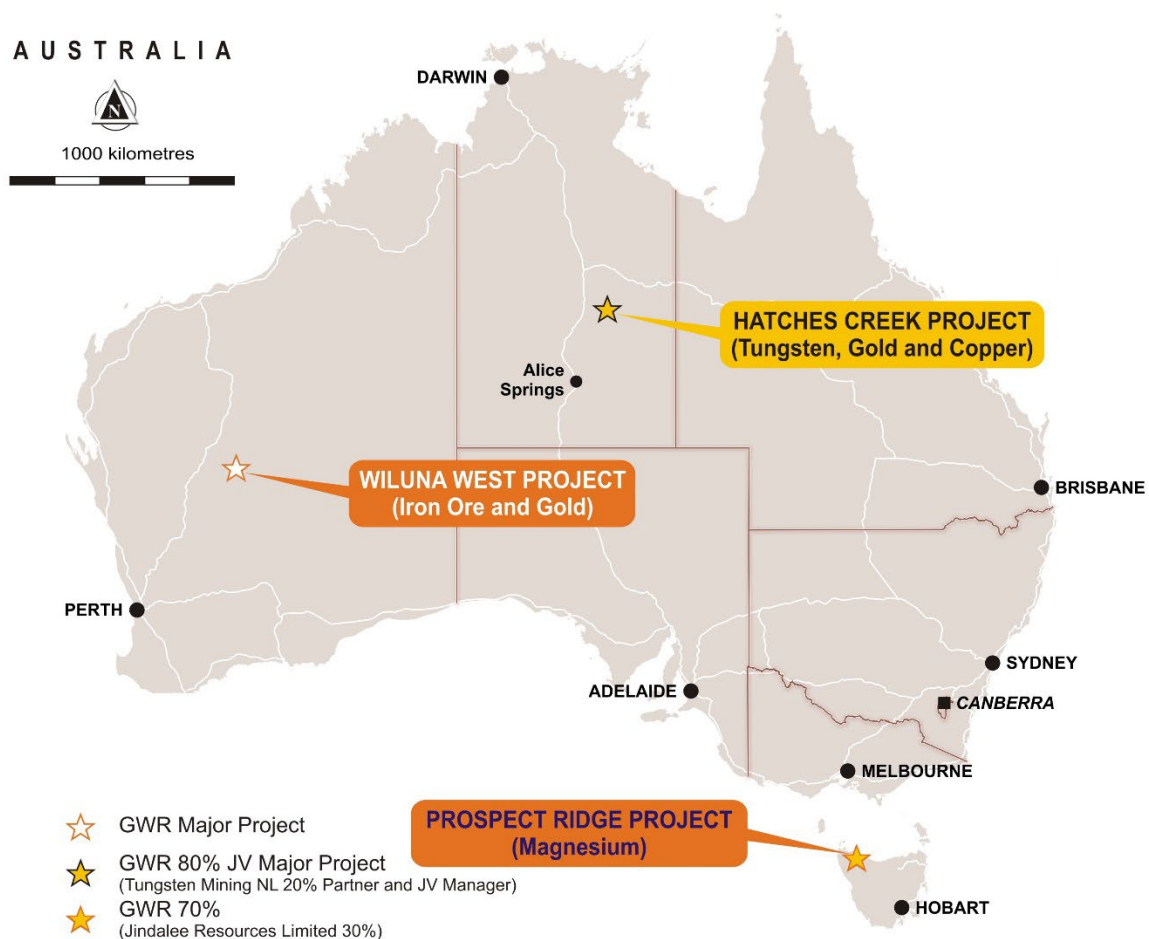 AUSTRALIA
N
1000 kilometres
DARWIN
HATCHES CREEK PROJECT
(Tungsten, Gold and Copper)
Alice
Springs
WILUNA WEST PROJECT
(Iron Ore and Gold)
BRISBANE
PERTH
SYDNEY
ADELAIDE
CANBERRA
MELBOURNE
PROSPECT RIDGE PROJECT
(Magnesium)
HOBART
GWR Major Project
GWR 80% JV Major Project
(Tungsten Mining NL 20% Partner and JV Manager)
GWR 70%
(Jindalee Resources Limited 30%)